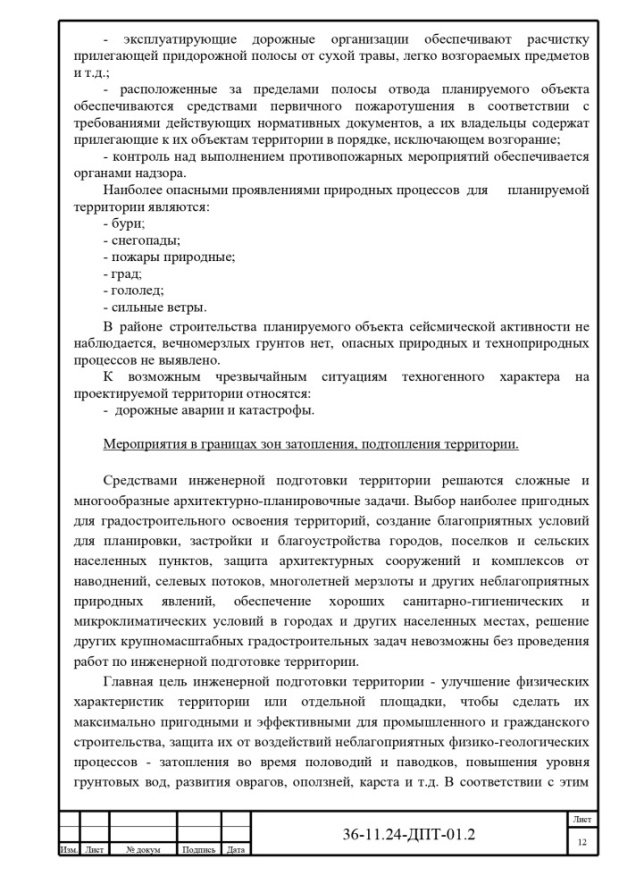 - эксплуатирующие дорожные организации обеспечивают расчистку
прилегающей придорожной полосы от сухой травы, легко возгораемых предметов
и т.д.;
- расположенные за пределами полосы отвода планируемого объекта
обеспечиваются средствами первичного пожаротушения в соответствии с
требованиями действующих нормативных документов, а их владельцы содержат
прилегающие к их объектам территории в порядке, исключающем возгорание;
- контроль над выполнением противопожарных мероприятий обеспечивается
органами надзора.
Наиболее опасными проявлениями природных процессов для планируемой
территории являются:
- бури;
- снегопады;
- пожары природные;
- град;
- гололед;
- сильные ветры.
В районе строительства планируемого объекта сейсмической активности не
наблюдается, вечномерзлых грунтов нет, опасных природных и техноприродных
процессов не выявлено.
К возможным чрезвычайным ситуациям техногенного характера на
проектируемой территории относятся:
- дорожные аварии и катастрофы.
Мероприятия в границах зон затопления, подтопления территории.
Средствами инженерной подготовки территории решаются сложные и
многообразные архитектурно-планировочные задачи. Выбор наиболее пригодных
для градостроительного освоения территорий, создание благоприятных условий
для планировки, застройки и благоустройства городов, поселков и сельских
населенных пунктов, защита архитектурных сооружений и комплексов от
наводнений, селевых потоков, многолетней мерзлоты и других неблагоприятных
природных явлений, обеспечение хороших санитарно-гигиенических и
микроклиматических условий в городах и других населенных местах, решение
других крупномасштабных градостроительных задач невозможны без проведения
работ по инженерной подготовке территории.
Главная цель инженерной подготовки территории - улучшение физических
характеристик территории или отдельной площадки, чтобы сделать их
максимально пригодными и эффективными для промышленного и гражданского
строительства, защита их от воздействий неблагоприятных физико-геологических
процессов - затопления во время половодий и паводков, повышения уровня
грунтовых вод, развития оврагов, оползней, карста и т.д. В соответствии с этим
Изм. Лист № докум Подпись Дата
36-11.24-ДПТ-01.2
Лист
12